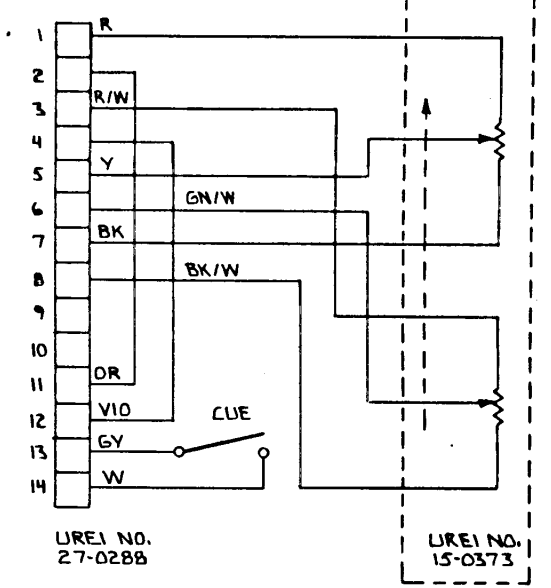 1 R
2
3 R/W
4
5 Y
6 GN/W
7 BK
8 BK/W
9
10
11 OR
12 VIO CUE
13 GY
14 W
UREI NO.
27-0288
UREI NO.
15-0373